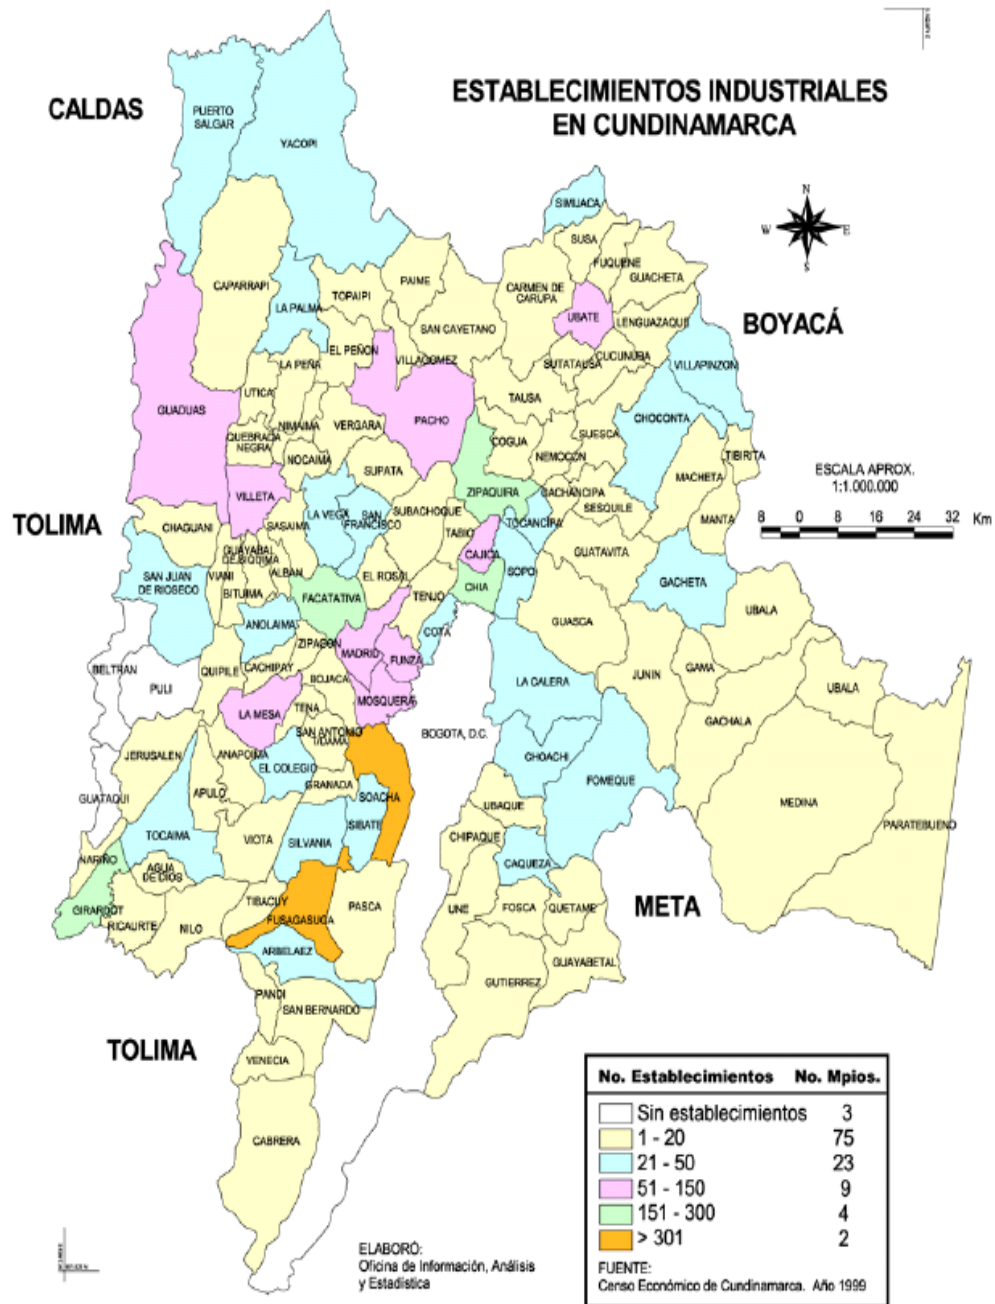 ESTABLECIMIENTOS INDUSTRIALES
EN CUNDINAMARCA
CALDAS
PUERTO
SALGAR
YACOPI
SIMIJACA
N
W
E
S
SUSA
FUQUENE
GUACHETA
CAPARRAPI
LA PALMA
TOPAIPI
PAIME
CARMEN DE
CARUPA
UBATE
LENGUAZAQUE
BOYACÁ
SAN CAYETANO
EL PEÑON
VILLAGOMEZ
LA PEÑA
SUTATAUSA
CUCUNUBA
VILLAPINZON
UTICA
TAUSA
GUADUAS
PACHO
CHOCONTA
NIMAIMA
VERGARA
QUEBRADA
NEGRA
COGUA
SUESCA
NOCAIMA
NEMOCON
TIBIRITA
SUPATA
MACHETA
ESCALA APROX.
1:1.000.000
8 0 8 16 24 32 Km
VILLETA
ZIPAQUIRA
GACHANCIPA
SESQUILE
TOLIMA
CHAGUANI
SASAIMA
LA VEGA
SAN
FRANCISCO
SUBACHOQUE
TABIO
TOCANCIPA
MANTA
GUAYABAL
DE SIQUIMA
CAJICA
GUATAVITA
SAN JUAN
DE RIOSECO
VIANI
ALBAN
EL ROSAL
CHIA
SOPO
GACHETA
BITUIMA
FACATATIVA
TENJO
UBALA
ANOLAIMA
COTA
GUASCA
ZIPACON
MADRID
FUNZA
BELTRAN
PULI
QUIPILE
CACHIPAY
BOJACA
LA CALERA
JUNIN
GAMA
UBALA
LA MESA
TENA
MOSQUERA
GACHALA
SAN ANTONIO
T/DAMA
BOGOTA, D.C.
JERUSALEN
ANAPOIMA
EL COLEGIO
CHOACHI
FOMEQUE
GUATAQUI
APULO
GRANADA
SOACHA
UBAQUE
MEDINA
PARATEBUENO
TOCAIMA
VIOTA
SILVANIA
SIBATE
CHIPAQUE
NARIÑO
AGUA
DE DIOS
CAQUEZA
GIRARDOT
RICAURTE
NILO
TIBACUY
FUSAGASUGA
PASCA
UNE
FOSCA
QUETAME
META
ARBELAEZ
GUAYABETAL
GUTIERREZ
PANDI
SAN BERNARDO
TOLIMA
VENECIA
CABRERA
No. Establecimientos No. Mpios.
Sin establecimientos 3
1 - 20 75
21 - 50 23
51 - 150 9
151 - 300 4
> 301 2
FUENTE:
Censo Económico de Cundinamarca. Año 1999
ELABORÓ:
Oficina de Información, Análisis
y Estadística